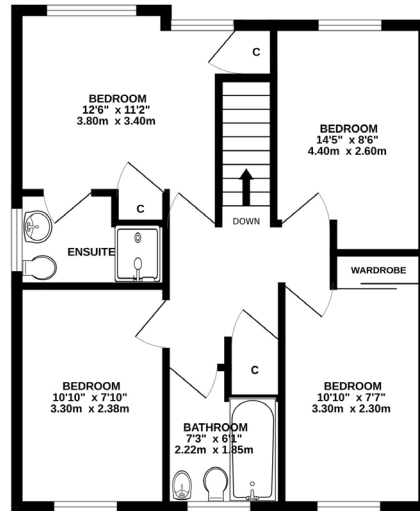 C
BEDROOM
12'6" x 11'2"
3.80m x 3.40m
BEDROOM
14'5" x 8'6"
4.40m x 2.60m
C
DOWN
ENSUITE
WARDROBE
C
BEDROOM
10'10" x 7'10"
3.30m x 2.38m
BEDROOM
10'10" x 7'7"
3.30m x 2.30m
BATHROOM
7'3" x 6'1"
2.22m x 1.85m